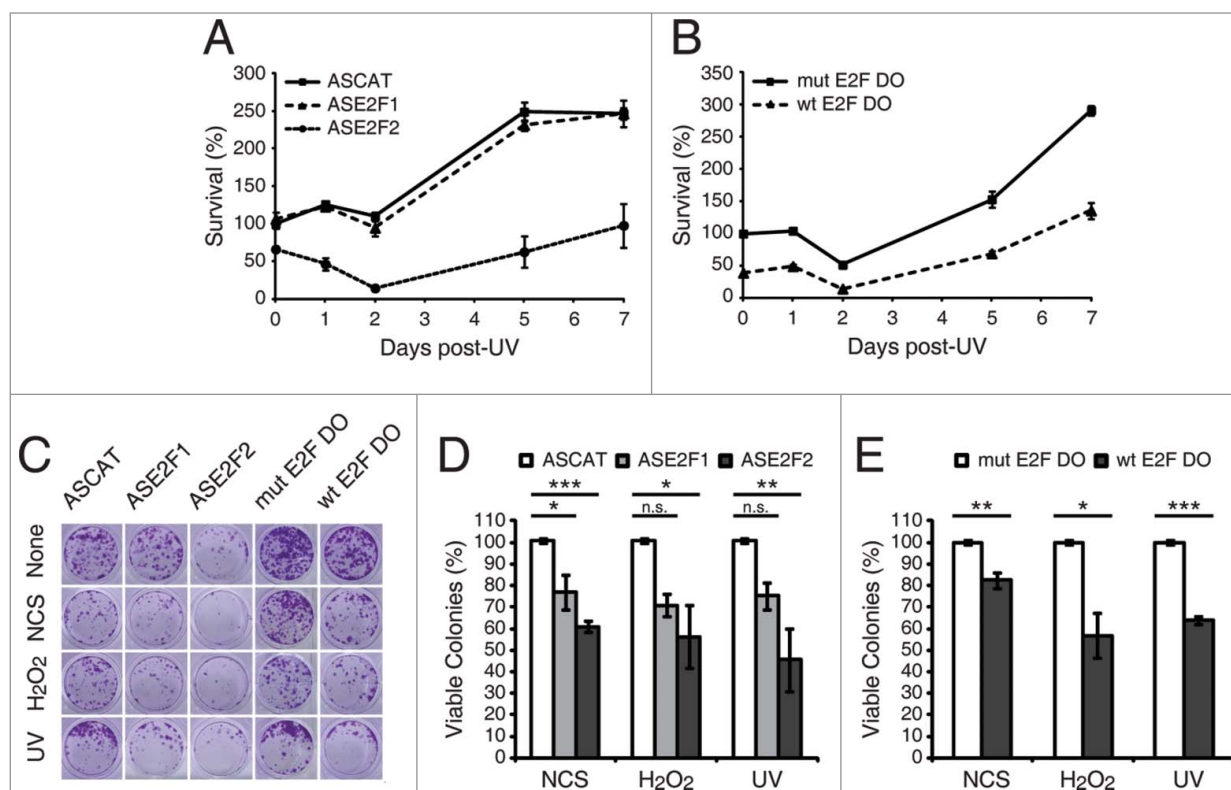 A
ASCAT
ASE2F1
ASE2F2
Survival (%)
300
250
200
150
100
50
0
0 1 2 3 4 5 6 7
Days post-UV
B
mut E2F DO
wt E2F DO
Survival (%)
350
300
250
200
150
100
50
0
0 1 2 3 4 5 6 7
Days post-UV
C
ASCAT ASE2F1 ASE2F2 mut E2F DO wt E2F DO
None
NCS
H2O2
UV
D
ASCAT ASE2F1 ASE2F2
*** * **
* n.s. n.s.
Viable Colonies (%)
110
100
90
80
70
60
50
40
30
20
10
0
NCS H2O2 UV
E
mut E2F DO wt E2F DO
** * ***
Viable Colonies (%)
110
100
90
80
70
60
50
40
30
20
10
0
NCS H2O2 UV